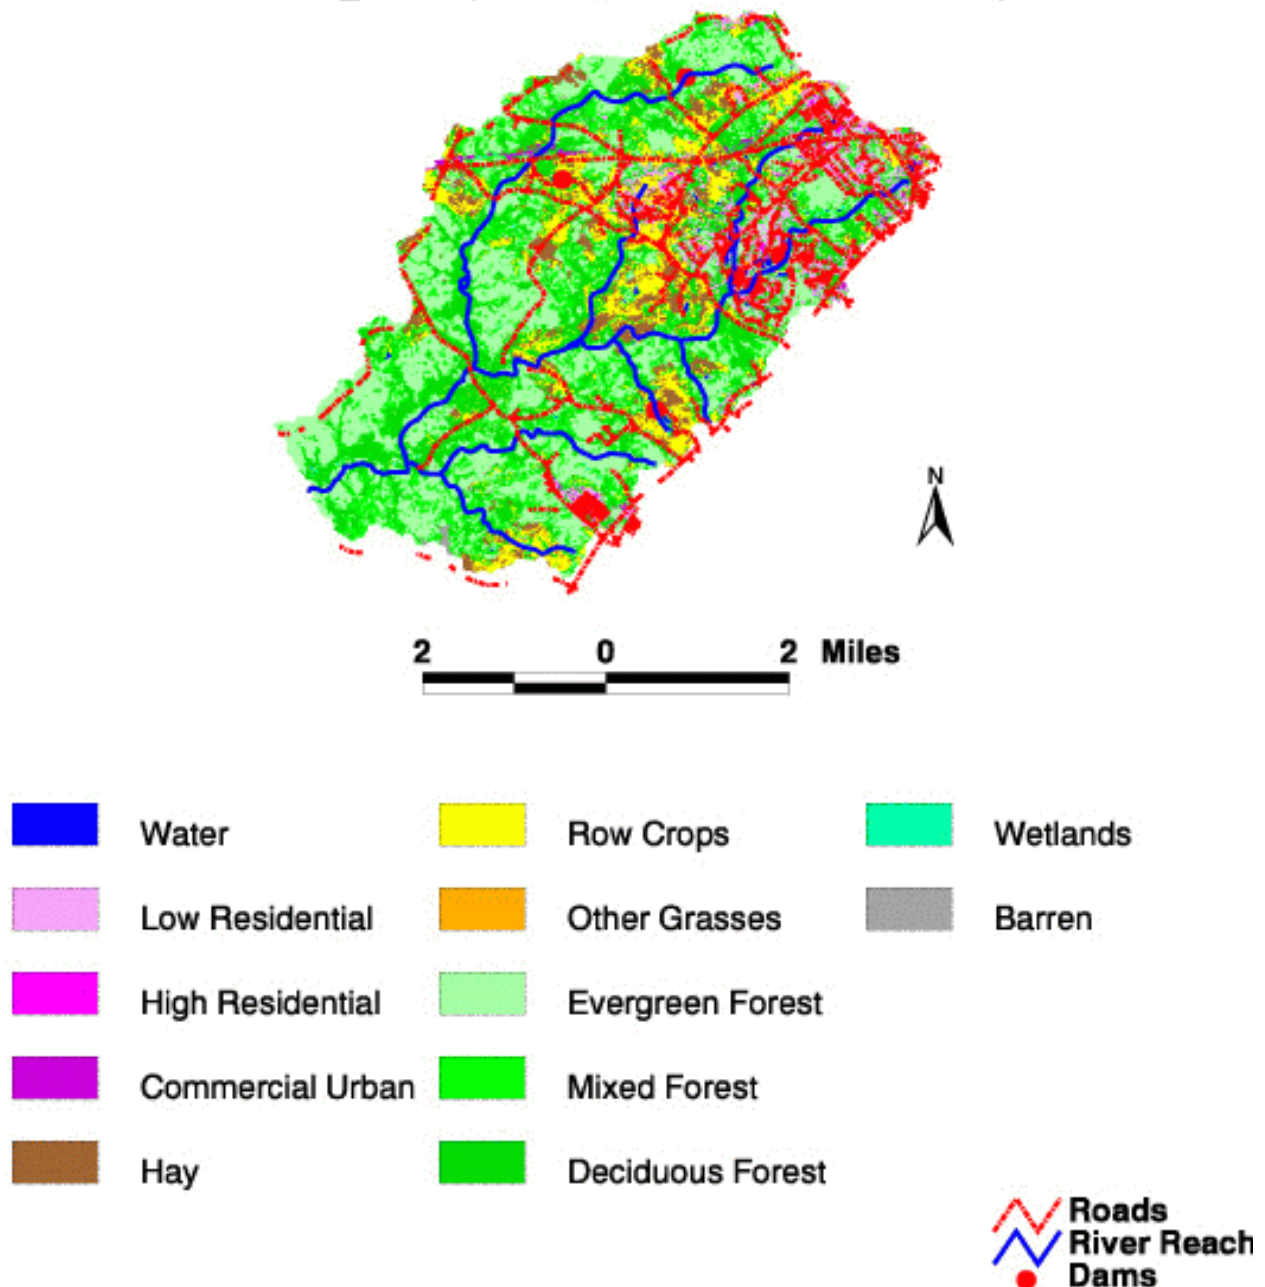 N
2 0 2 Miles
Water Row Crops Wetlands
Low Residential Other Grasses Barren
High Residential Evergreen Forest
Commercial Urban Mixed Forest
Hay Deciduous Forest
Roads
River Reach
Dams